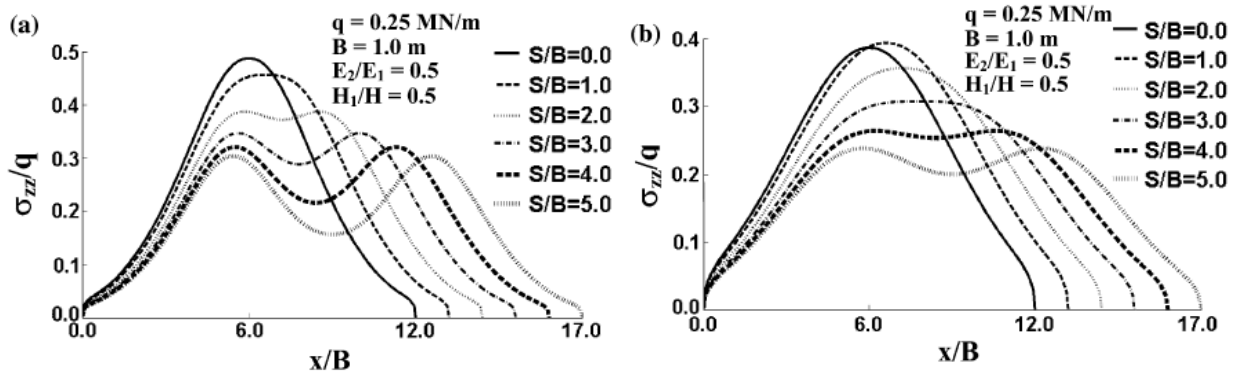 (a)
q = 0.25 MN/m
B = 1.0 m
E₂/E₁ = 0.5
H₁/H = 0.5
S/B=0.0
S/B=1.0
S/B=2.0
S/B=3.0
S/B=4.0
S/B=5.0
σzz/q
0.5
0.4
0.3
0.2
0.1
0.0
0.0 6.0 12.0 17.0
x/B
(b)
q = 0.25 MN/m
B = 1.0 m
E₂/E₁ = 0.5
H₁/H = 0.5
S/B=0.0
S/B=1.0
S/B=2.0
S/B=3.0
S/B=4.0
S/B=5.0
σzz/q
0.4
0.3
0.2
0.1
0
0.0 6.0 12.0 17.0
x/B